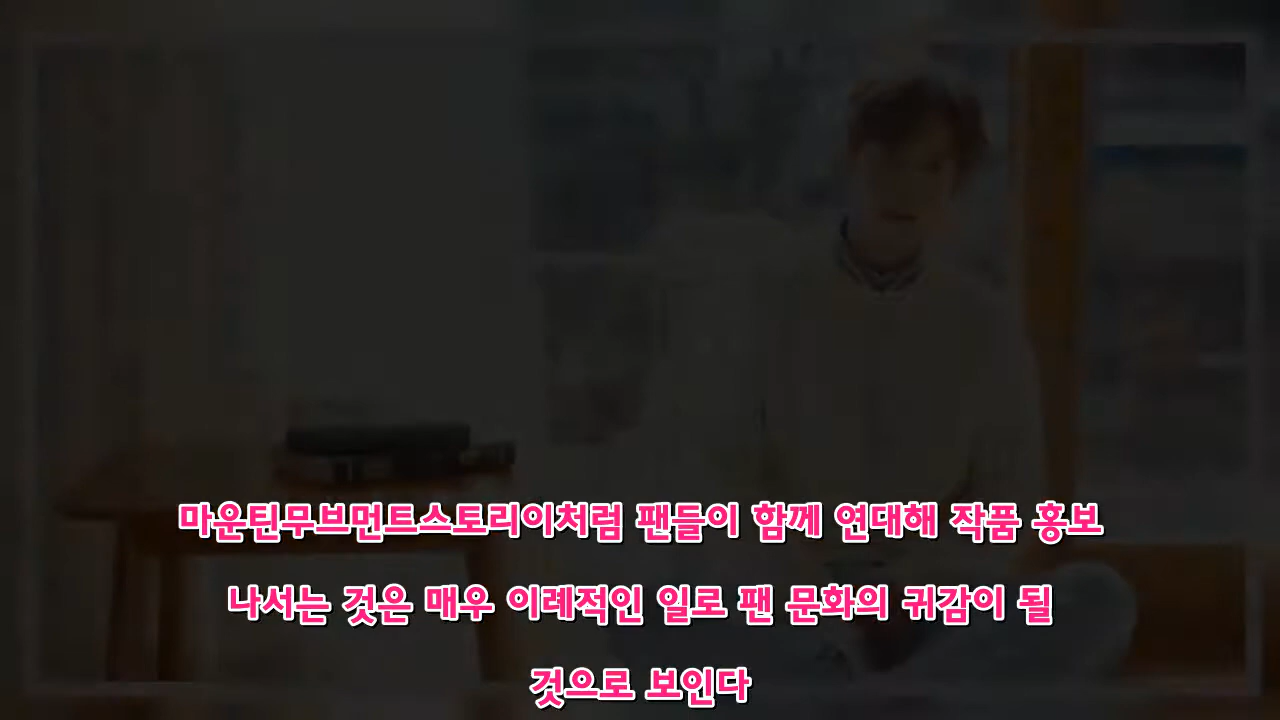 마운틴무브먼트스토리이처럼 팬들이 함께 연대해 작품 홍보
나서는 것은 매우 이례적인 일로 팬 문화의 귀감이 될
것으로 보인다